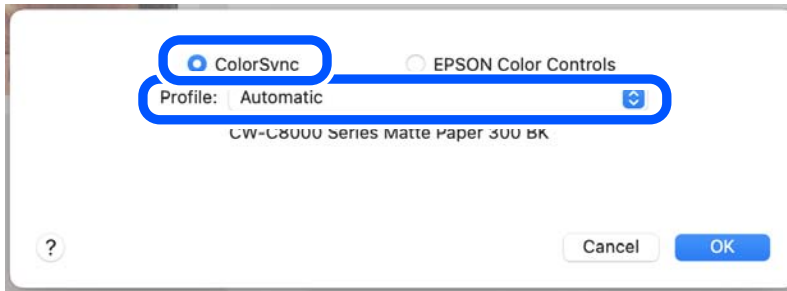 ColorSync EPSON Color Controls
Profile: Automatic
CW-C8000 Series Matte Paper 300 BK
? Cancel OK